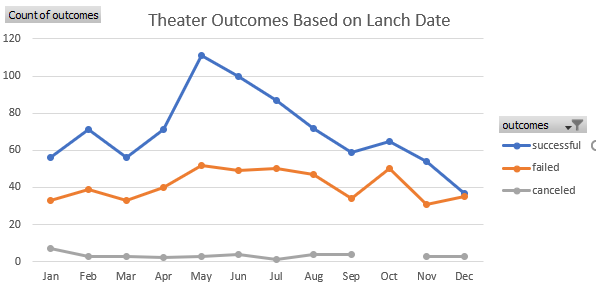 Count of outcomes
Theater Outcomes Based on Lanch Date
120
100
80
60
40
20
0
Jan Feb Mar Apr May Jun Jul Aug Sep Oct Nov Dec
outcomes
successful
failed
canceled